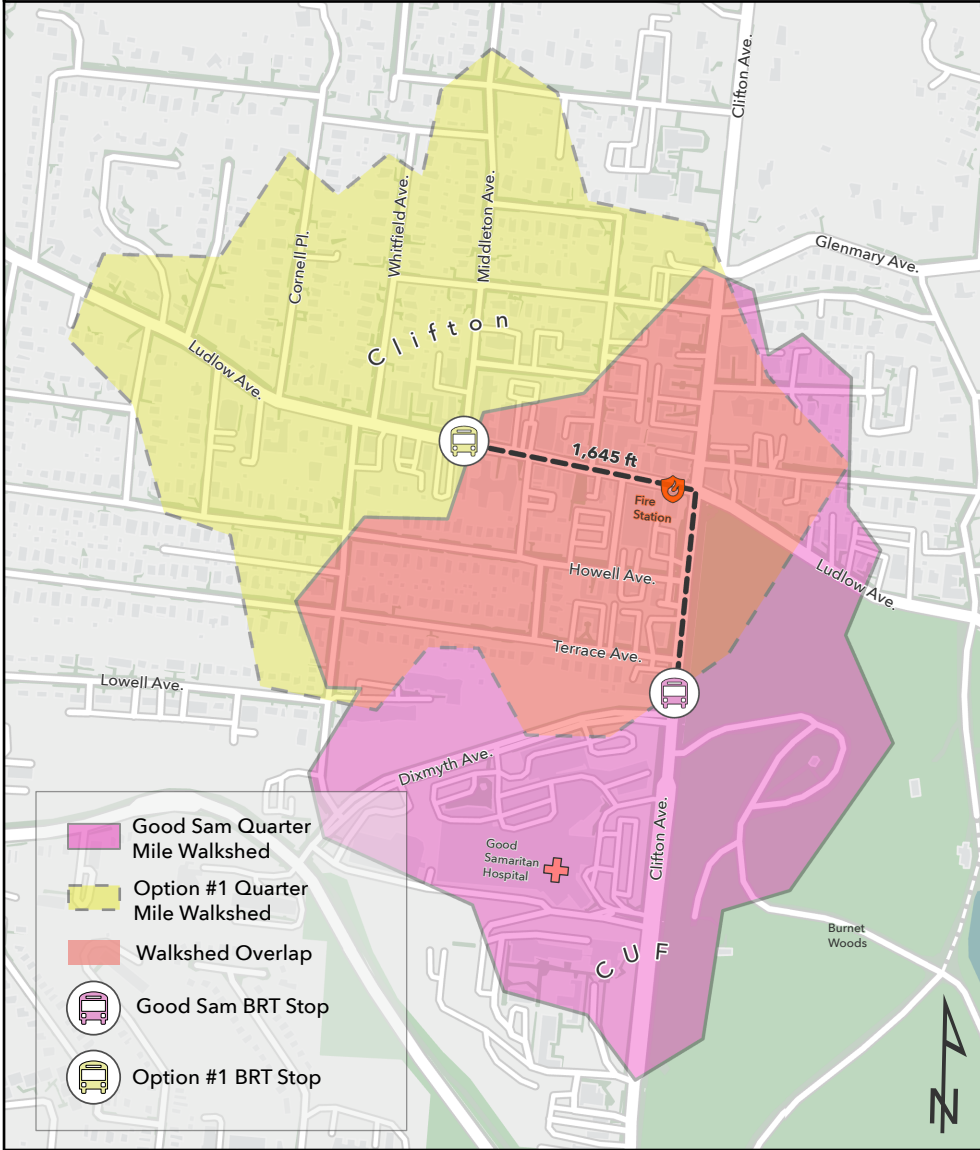 Clifton Ave.
Glenmary Ave.
Middleton Ave.
Whitfield Ave.
Cornell Pl.
Clifton
Ludlow Ave.
1,645 ft
Fire
Station
Howell Ave.
Ludlow Ave.
Terrace Ave.
Lowell Ave.
Dixmyth Ave.
Clifton Ave.
Good
Samaritan
Hospital
CUF
Burnet
Woods
Good Sam Quarter
Mile Walkshed
Option #1 Quarter
Mile Walkshed
Walkshed Overlap
Good Sam BRT Stop
Option #1 BRT Stop
N